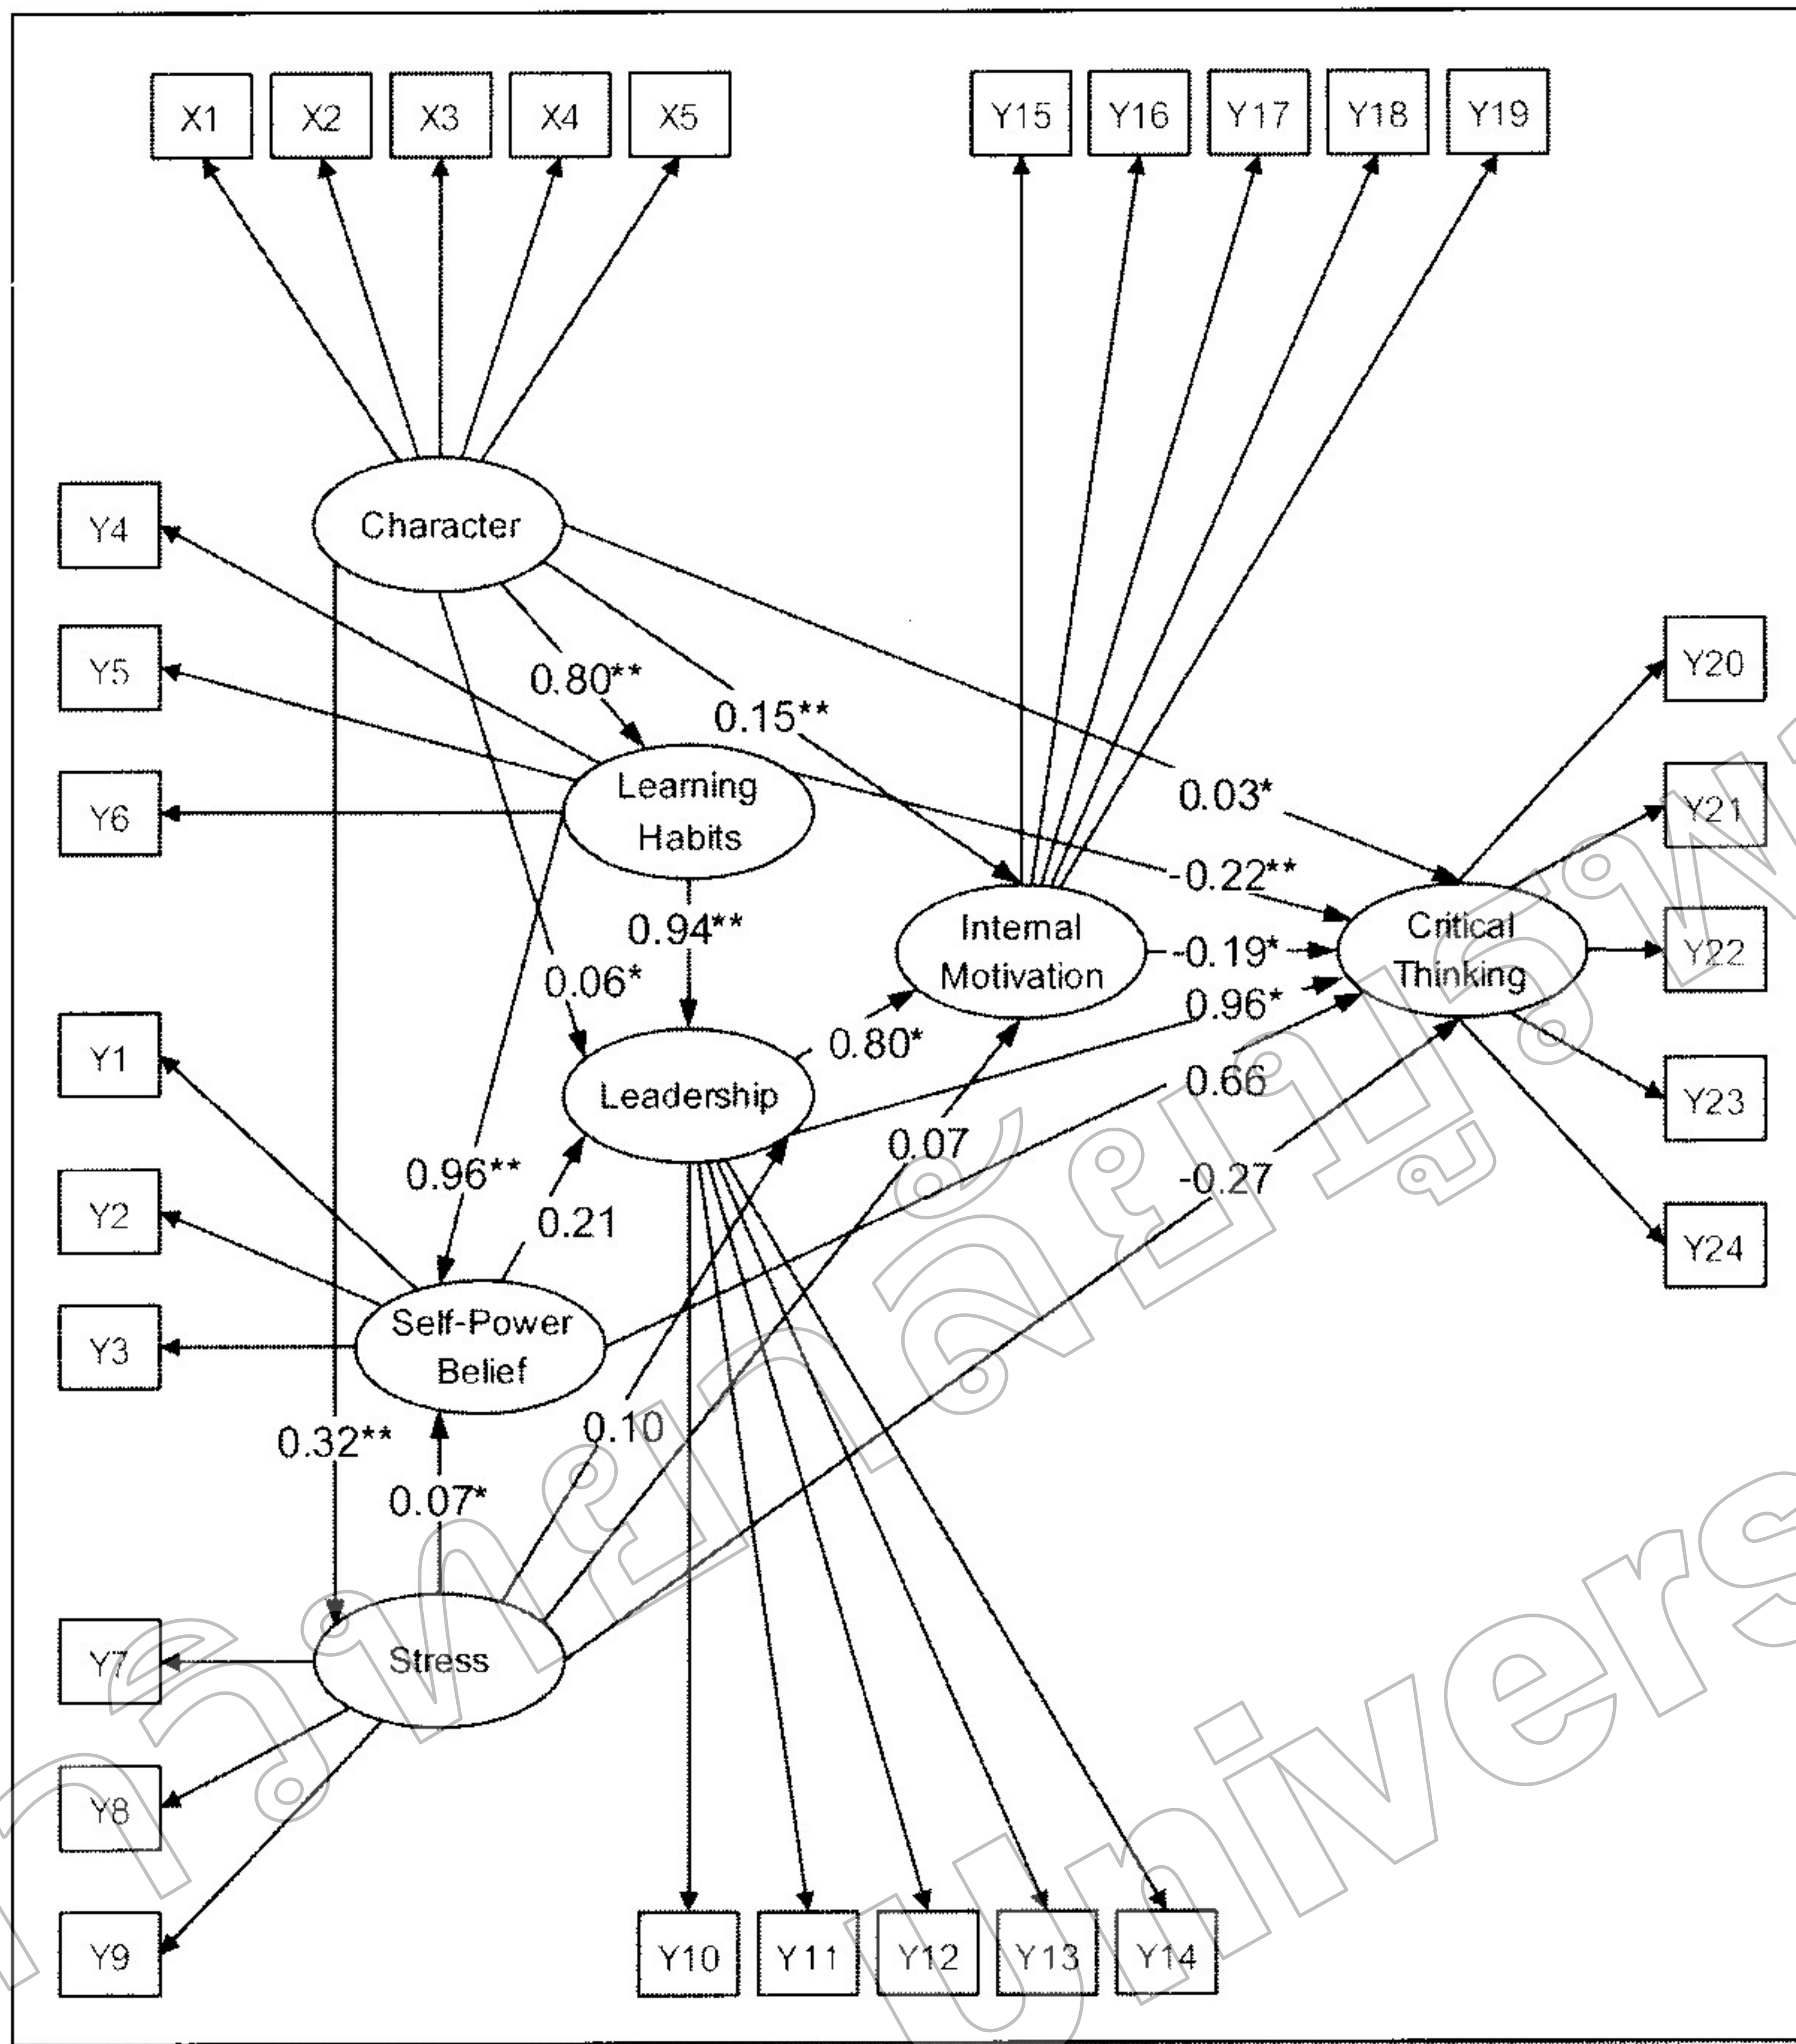 X1 X2 X3 X4 X5 Y15 Y16 Y17 Y18 Y19
Character
Y4
Y5
Y6
0.80**
0.15**
0.03*
Y20
Y21
Y22
Y23
Y24
Learning
Habits
-0.22**
0.94**
0.06*
Internal
Motivation
-0.19*
Critical
Thinking
0.96*
0.80*
0.66
Y1
Y2
Y3
Leadership
0.07
-0.27
0.96**
0.21
Self-Power
Belief
0.10
0.32**
0.07*
Y7
Y8
Y9
Stress
Y10 Y11 Y12 Y13 Y14